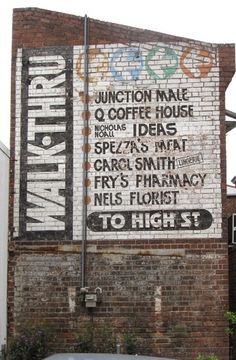 WALK·THRU
JUNCTION MALE
Q COFFEE HOUSE
NICHOLAS NOALL IDEAS
SPEZZA'S MEAT
CAROL SMITH LINGERIE
FRY'S PHARMACY
NELS FLORIST
TO HIGH ST